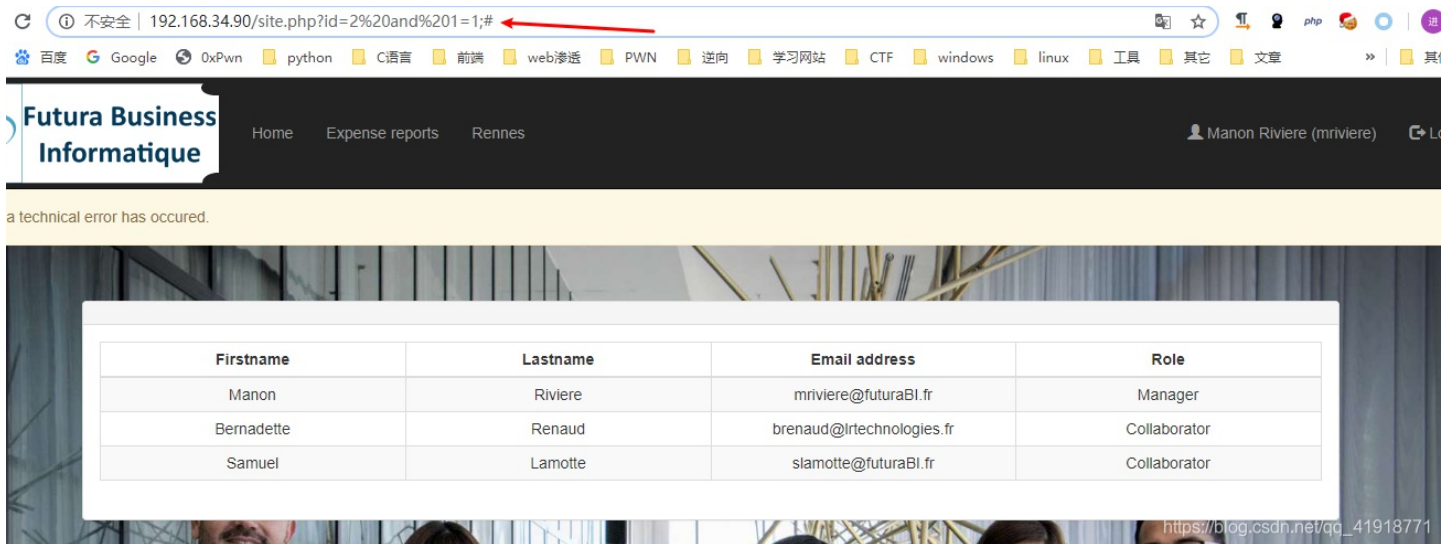 不安全 | 192.168.34.90/site.php?id=2%20and%201=1;#
php
进
百度 Google 0xPwn python C语言 前端 web渗透 PWN 逆向 学习网站 CTF windows linux 工具 其它 文章 »
Futura Business
Informatique
Home Expense reports Rennes Manon Riviere (mriviere)
a technical error has occured.
Firstname Lastname Email address Role
Manon Riviere mriviere@futuraBI.fr Manager
Bernadette Renaud brenaud@lrtechnologies.fr Collaborator
Samuel Lamotte slamotte@futuraBI.fr Collaborator
https://blog.csdn.net/qq_41918771